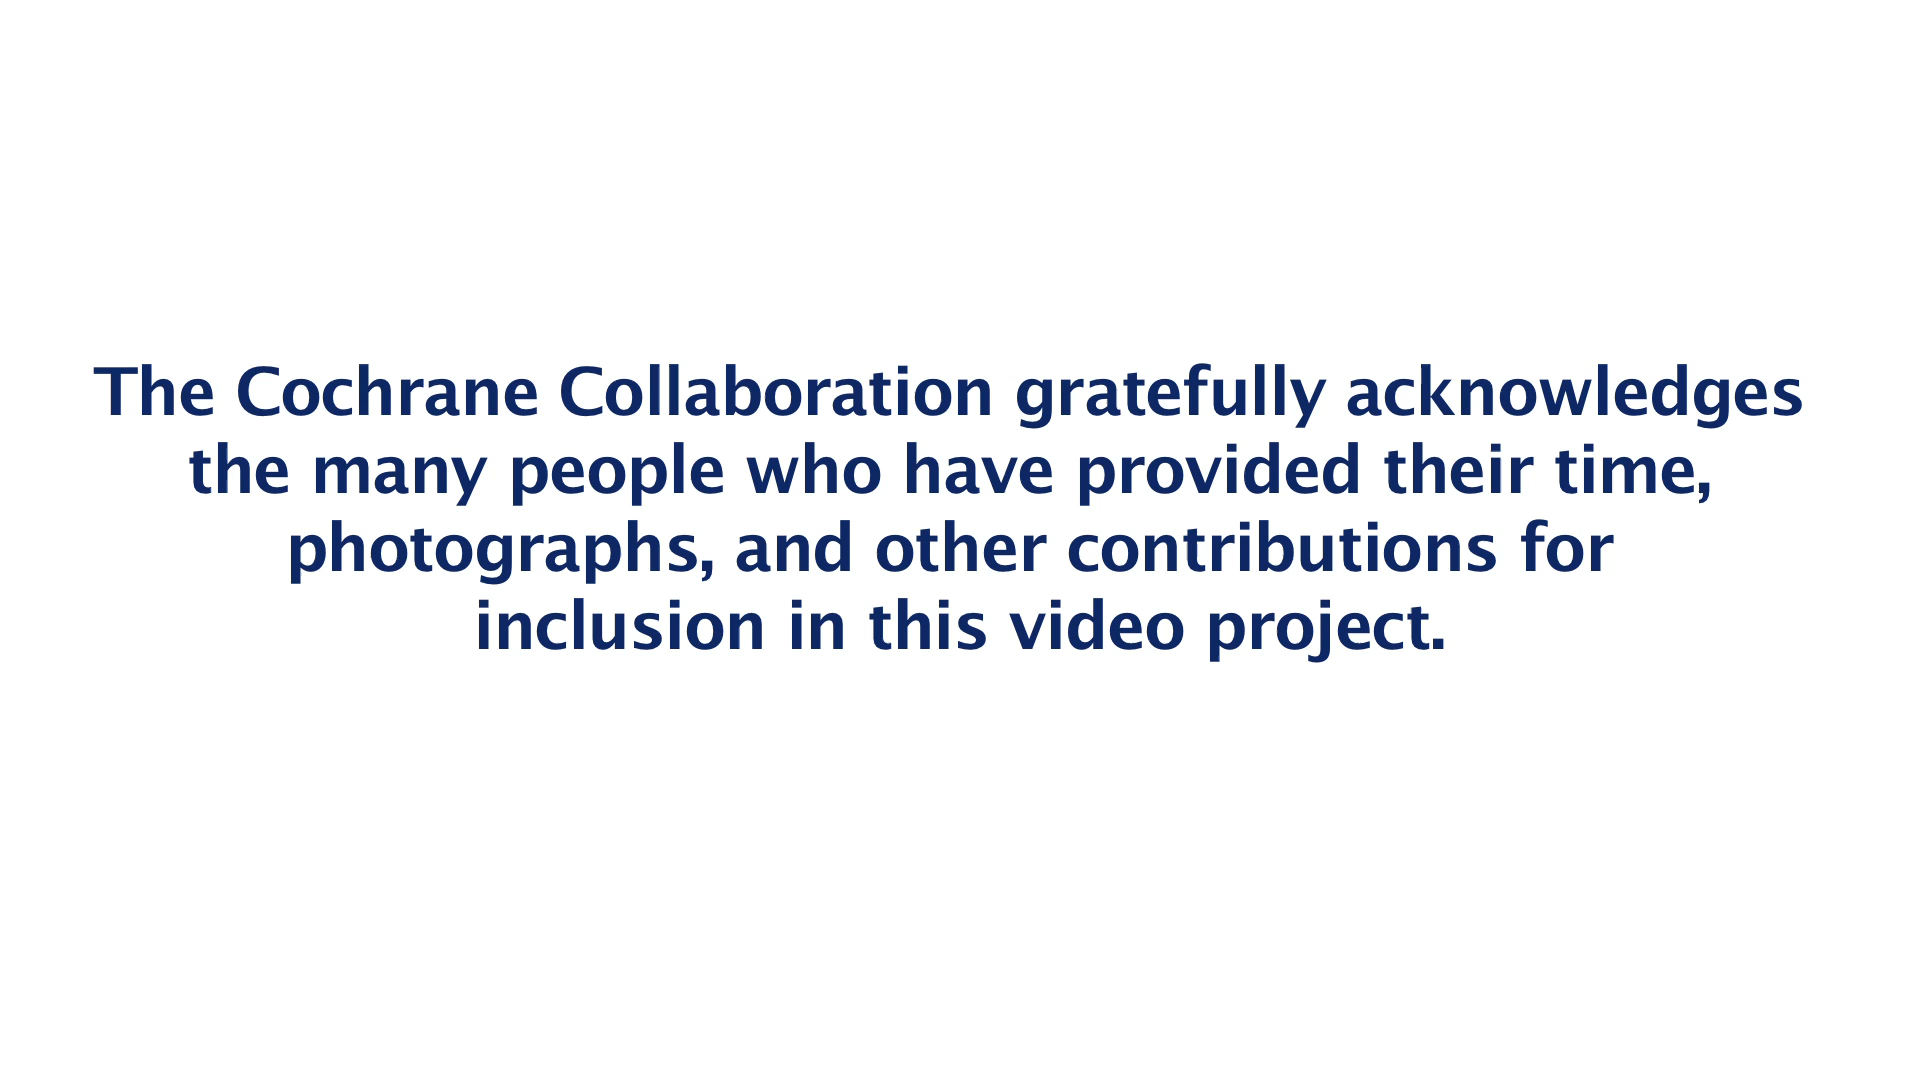 The Cochrane Collaboration gratefully acknowledges
the many people who have provided their time,
photographs, and other contributions for
inclusion in this video project.